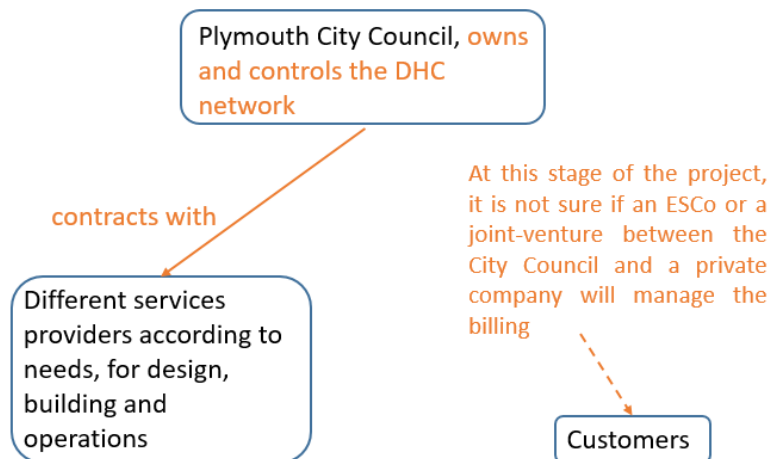 Plymouth City Council, owns
and controls the DHC
network
contracts with
At this stage of the project,
it is not sure if an ESCo or a
joint-venture between the
City Council and a private
company will manage the
billing
Different services
providers according to
needs, for design,
building and
operations
Customers